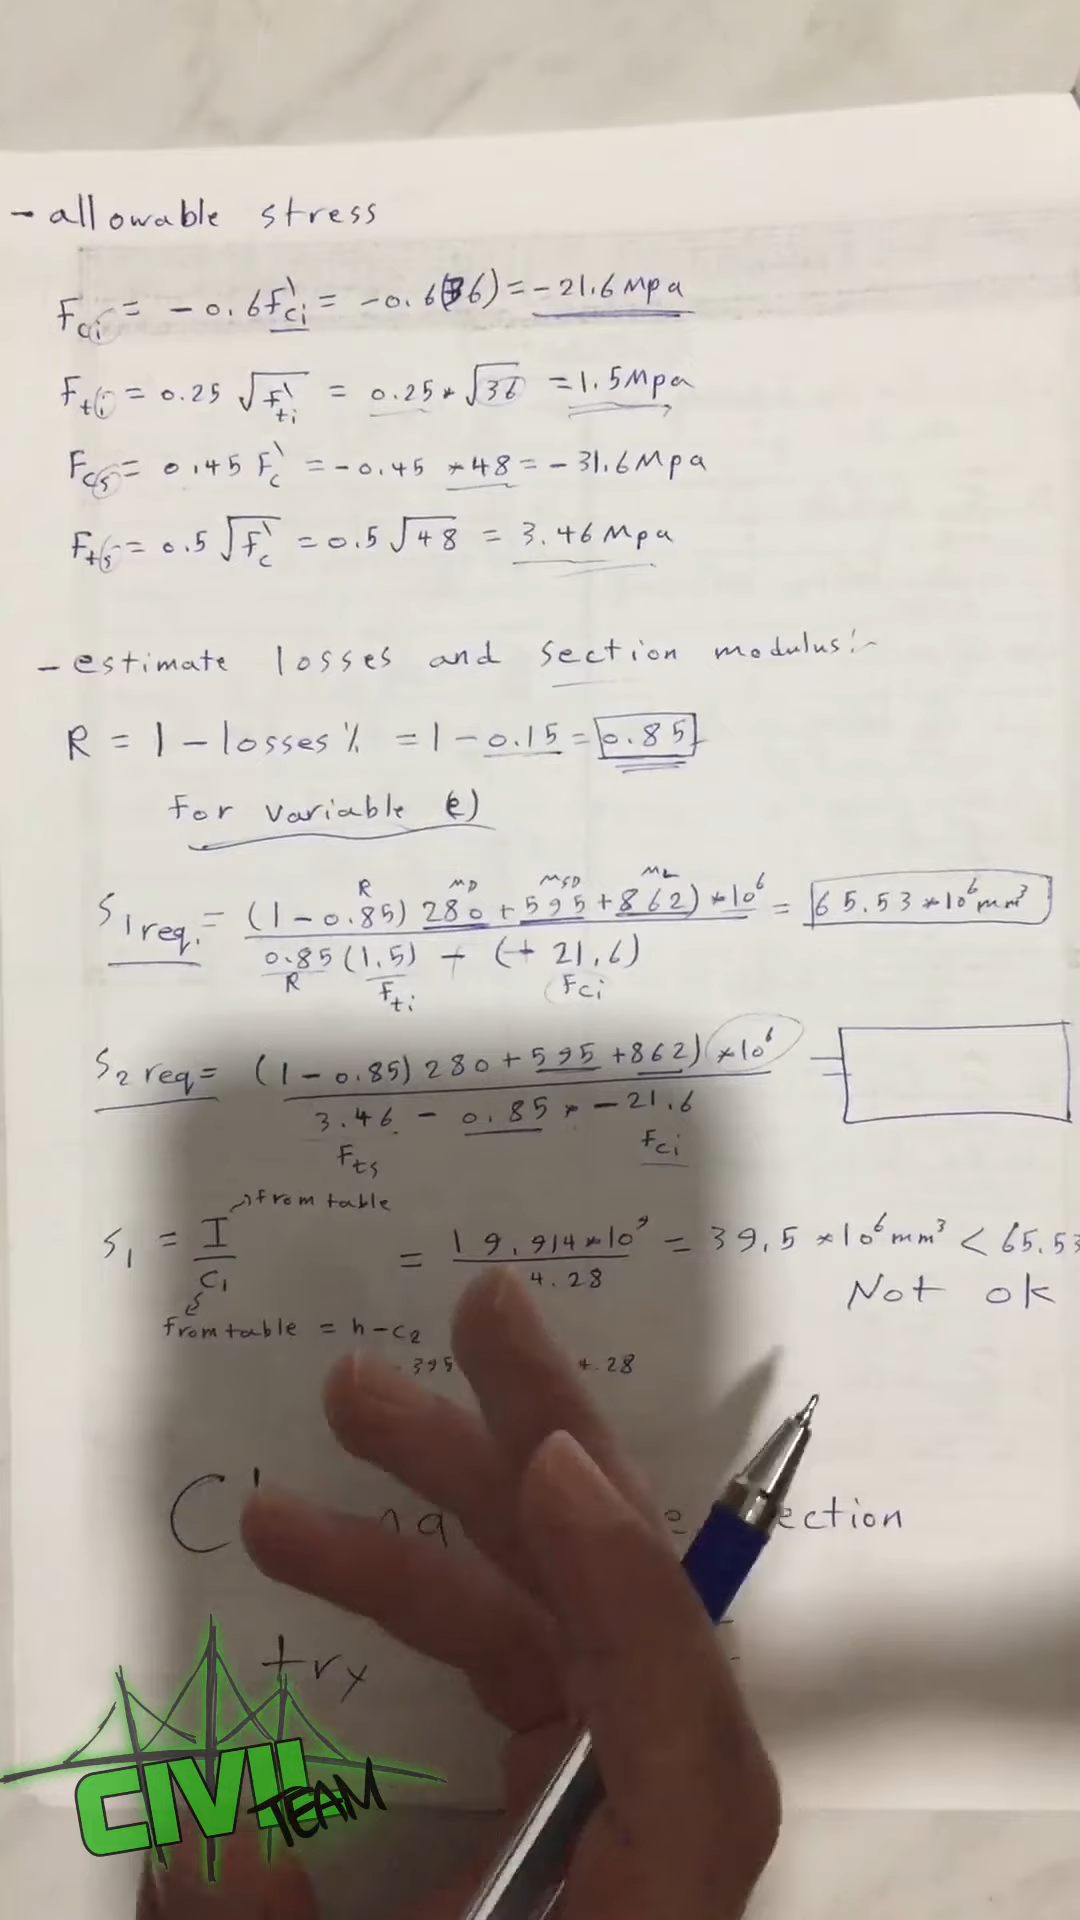 - allowable stress
Fci = - 0.6 f'ci = -0.6(36) = -21.6 Mpa
Fti = 0.25 √F'ti = 0.25 * √36 = 1.5 Mpa
Fcs = 0.45 F'c = -0.45 * 48 = -31.6 Mpa
Fts = 0.5 √F'c = 0.5 √48 = 3.46 Mpa
- estimate losses and section modulus:-
R = 1 - losses % = 1 - 0.15 = 0.85
for variable (e)
R MD MSD ML
S1 req. = (1 - 0.85) 280 + 595 + 862) * 10^6 = 65.53 * 10^6 mm^3
0.85 (1.5) + (+ 21.6)
R Fti Fci
S2 req = (1 - 0.85) 280 + 595 + 862) * 10^6 =
3.46 - 0.85 * -21.6
Fts Fci
from table
S1 = I = 19.914 * 10^9 = 39.5 * 10^6 mm^3 < 65.53
C1 4.28
Not ok
from table = h - c2
395 4.28
ection
try
CIVIL
TEAM